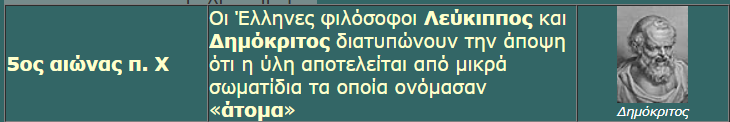 5ος αιώνας π. Χ
Οι Έλληνες φιλόσοφοι Λεύκιππος και
Δημόκριτος διατυπώνουν την άποψη
ότι η ύλη αποτελείται από μικρά
σωματίδια τα οποία ονόμασαν
«άτομα»
Δημόκριτος